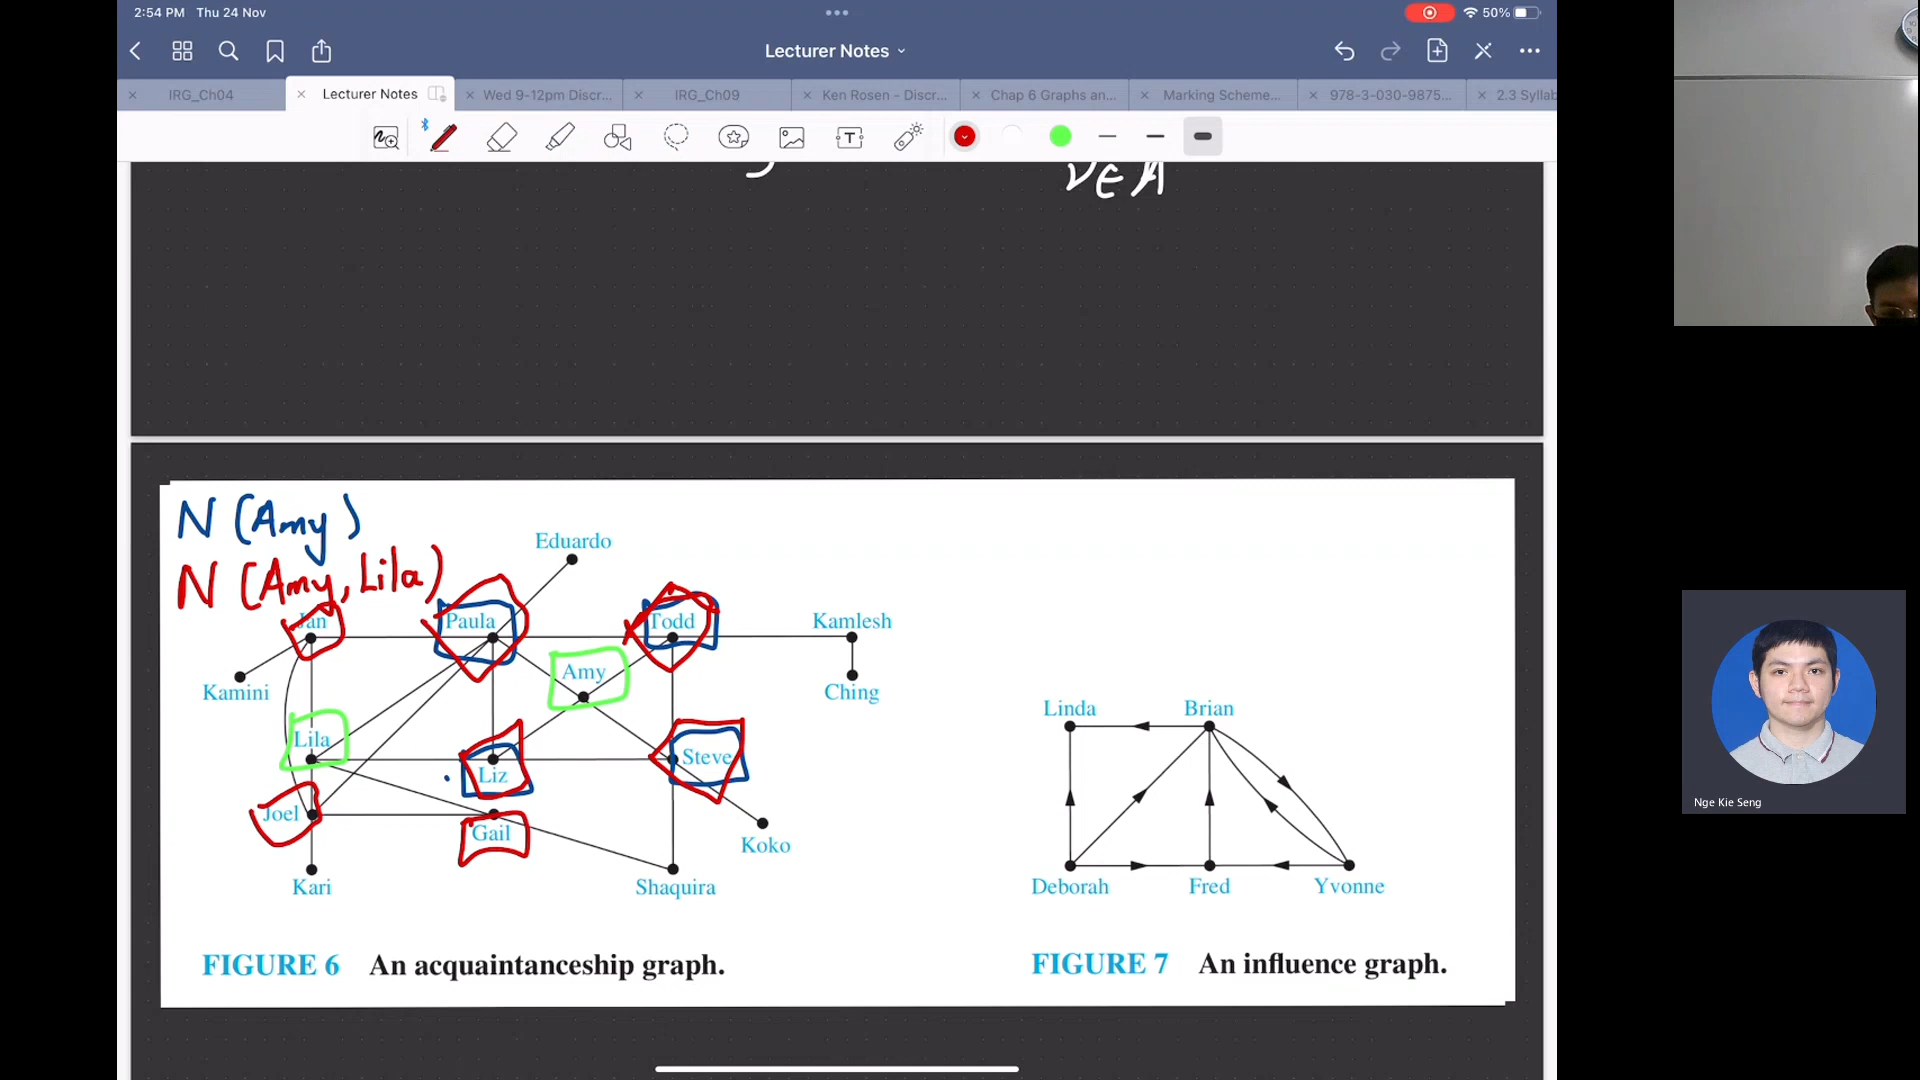 2:54 PM Thu 24 Nov
50%
Lecturer Notes
IRG_Ch04
Lecturer Notes
Wed 9-12pm Discr...
IRG_Ch09
Ken Rosen - Discr...
Chap 6 Graphs an...
Marking Scheme...
978-3-030-9875...
2.3 Syllab
T
v∈A
N (Amy)
N (Amy, Lila)
Eduardo
Jan
Paula
Todd
Kamlesh
Amy
Kamini
Ching
Lila
Liz
Steve
Joel
Gail
Koko
Kari
Shaquira
Linda
Brian
Deborah
Fred
Yvonne
FIGURE 6 An acquaintanceship graph.
FIGURE 7 An influence graph.
Nge Kie Seng